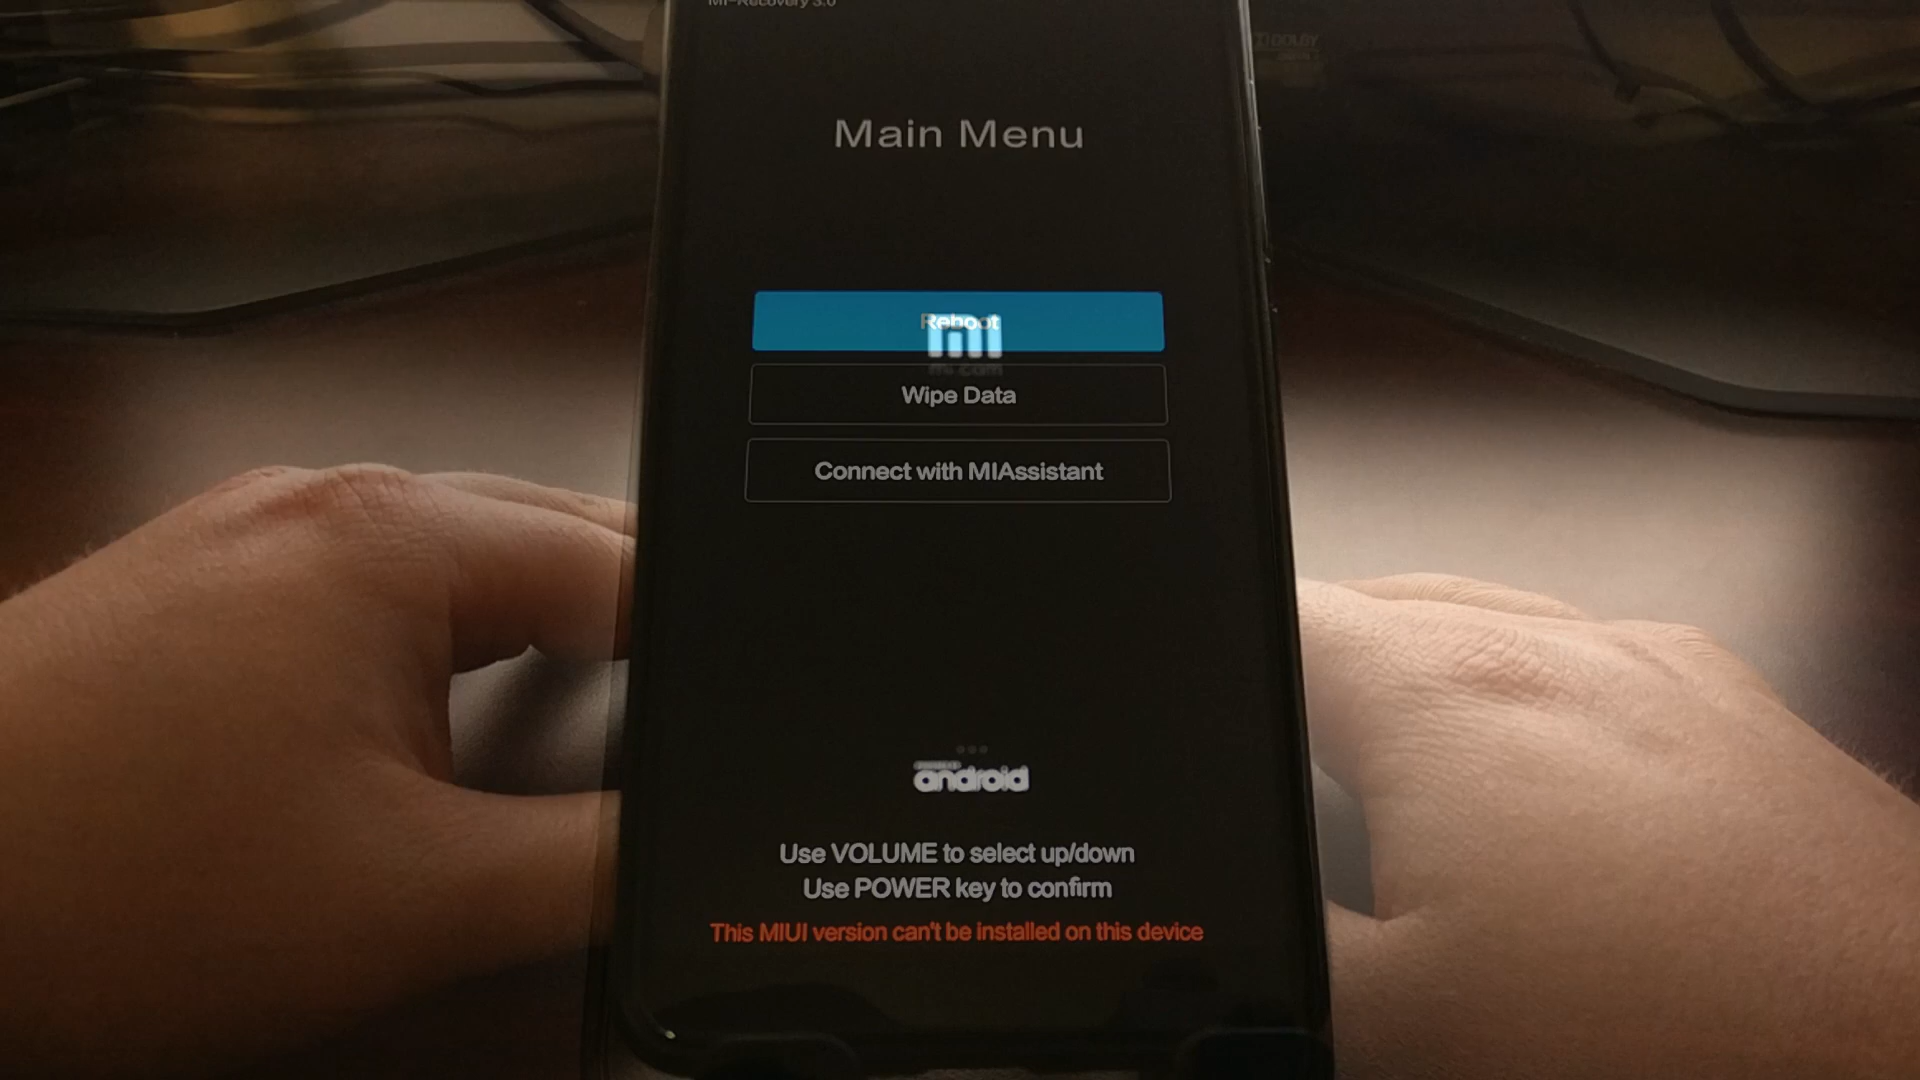 Mi-Recovery 3.0
Main Menu
Reboot
Wipe Data
Connect with MIAssistant
android
Use VOLUME to select up/down
Use POWER key to confirm
This MIUI version can't be installed on this device